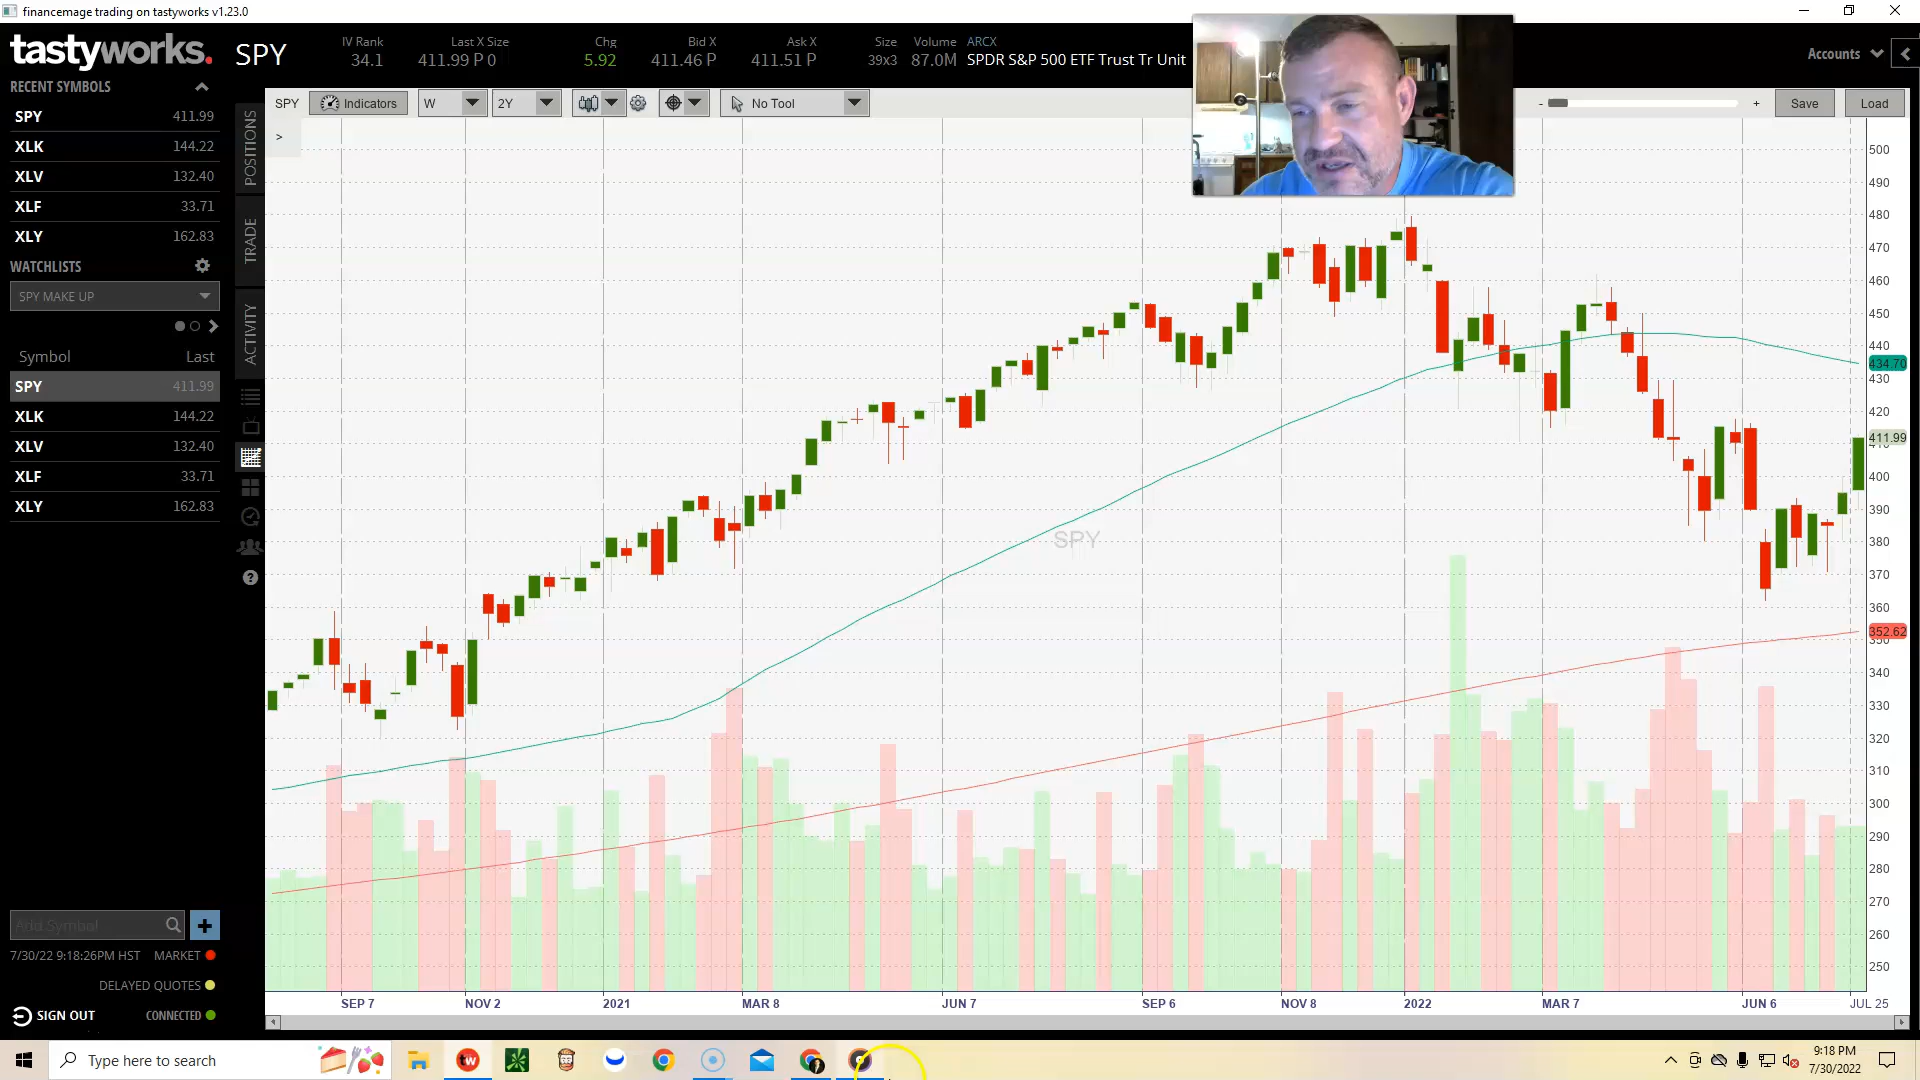 financemage trading on tastyworks v1.23.0
tastyworks.
SPY
IV Rank
34.1
Last X Size
411.99 P 0
Chg
5.92
Bid X
411.46 P
Ask X
411.51 P
Size
39x3
Volume
87.0M
ARCX
SPDR S&P 500 ETF Trust Tr Unit
Accounts
RECENT SYMBOLS
SPY 411.99
XLK 144.22
XLV 132.40
XLF 33.71
XLY 162.83
WATCHLISTS
SPY MAKE UP
Symbol Last
SPY 411.99
XLK 144.22
XLV 132.40
XLF 33.71
XLY 162.83
Add Symbol
7/30/22 9:18:26PM HST MARKET
DELAYED QUOTES
SIGN OUT CONNECTED
POSITIONS
TRADE
ACTIVITY
SPY Indicators W 2Y No Tool - + Save Load
>
SPY
500
490
480
470
460
450
440
434.70
430
420
411.99
400
390
380
370
360
352.62
340
330
320
310
300
290
280
270
260
250
SEP 7 NOV 2 2021 MAR 8 JUN 7 SEP 6 NOV 8 2022 MAR 7 JUN 6 JUL 25
Type here to search
9:18 PM
7/30/2022